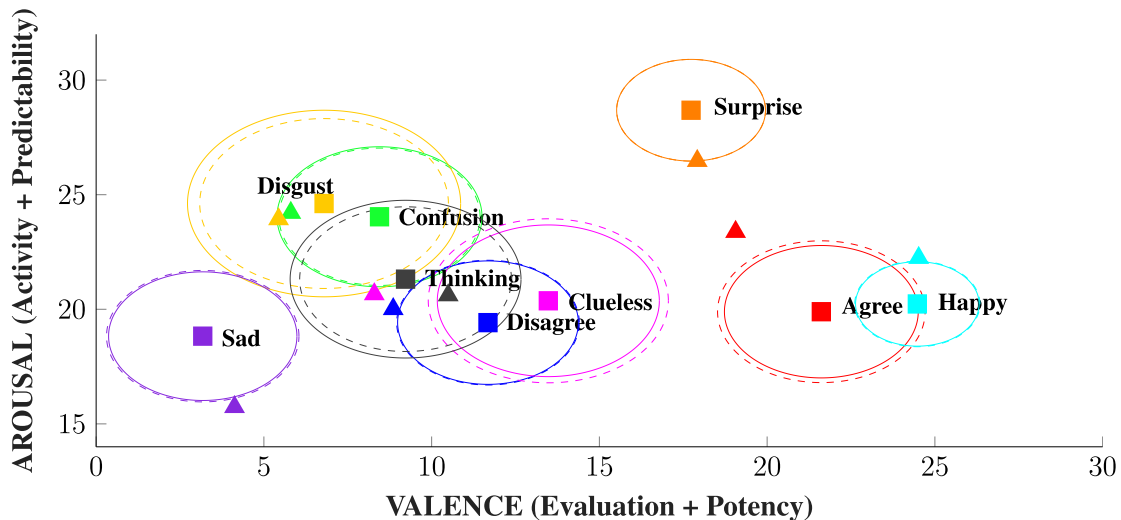 AROUSAL (Activity + Predictability)
30
25
20
15
Surprise
Disgust
Confusion
Thinking
Clueless
Agree
Happy
Disagree
Sad
0 5 10 15 20 25 30
VALENCE (Evaluation + Potency)